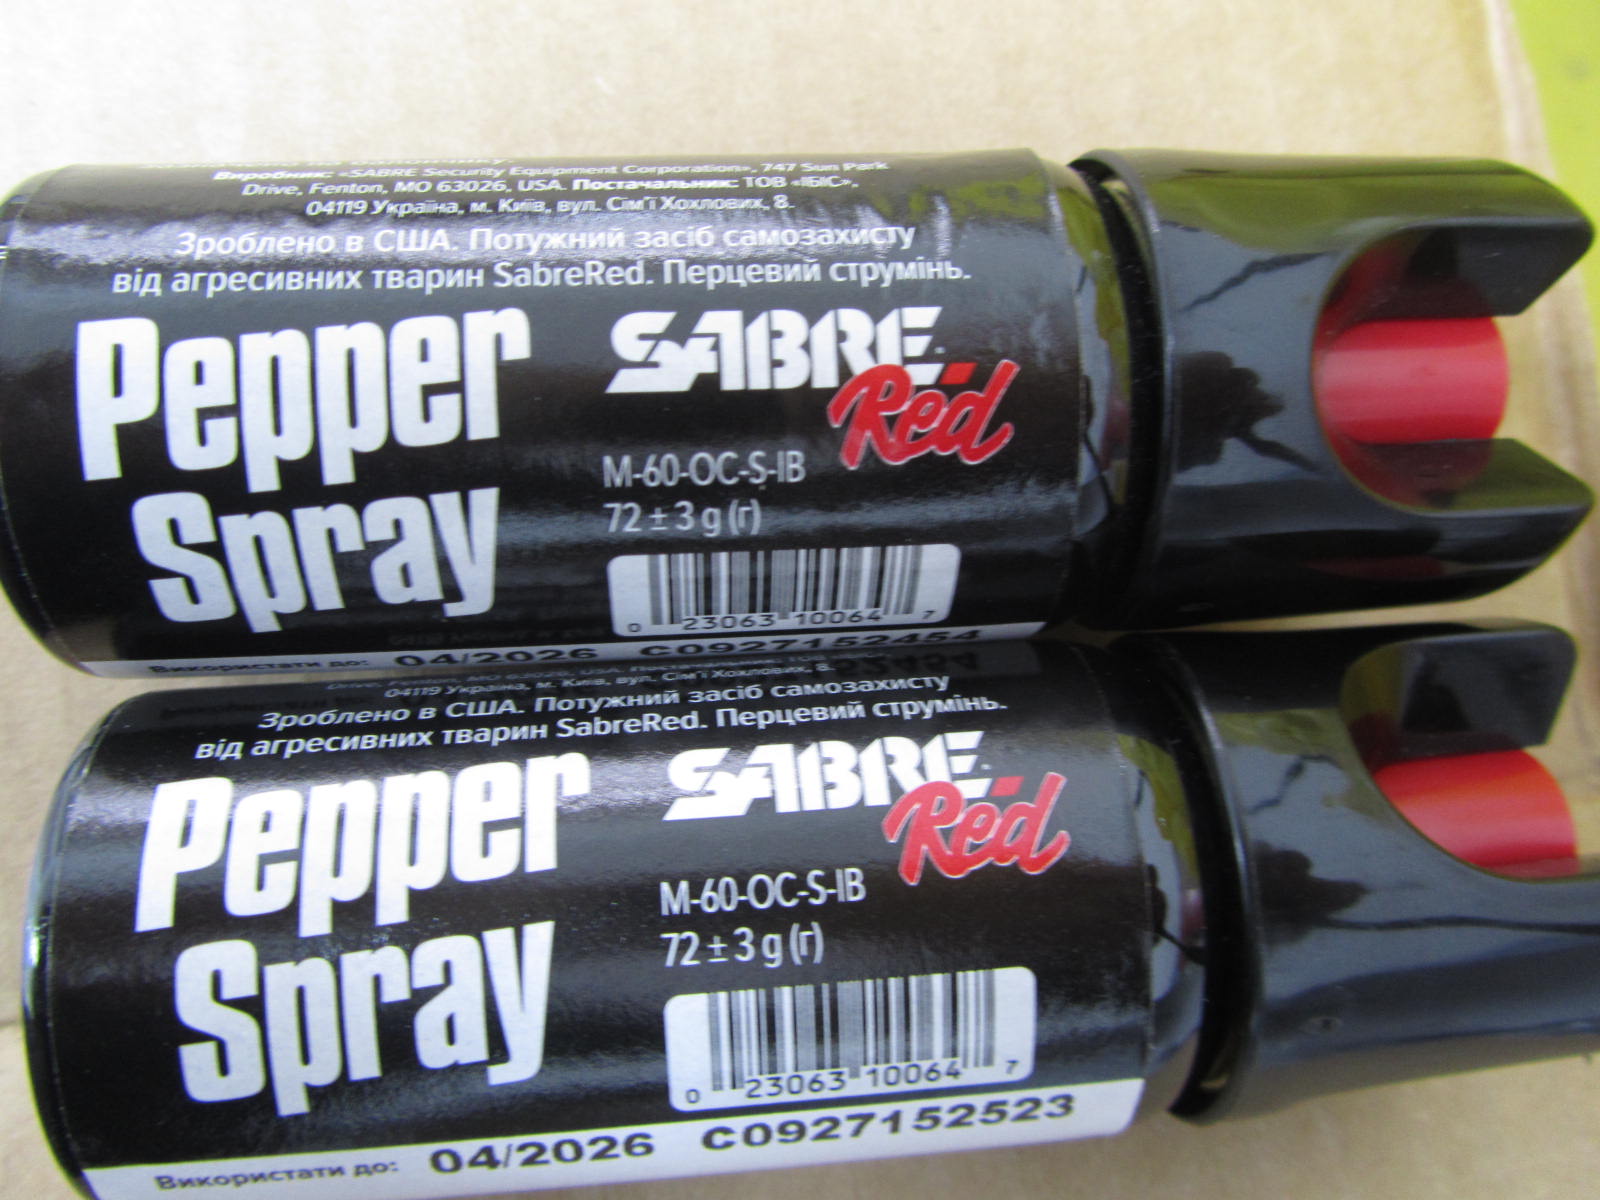 Виробник: «SABRE Security Equipment Corporation», 747 Sun Park
Drive, Fenton, MO 63026, USA. Постачальник: ТОВ «ІБІС»,
04119 Україна, м. Київ, вул. Сім'ї Хохлових, 8.
Зроблено в США. Потужний засіб самозахисту
від агресивних тварин SabreRed. Перцевий струмінь.
Pepper
Spray
SABRE
Red
M-60-OC-S-IB
72 ± 3 g (г)
0 23063 10064 7
Використати до: 04/2026 C0927152454
04119 Україна, м. Київ, вул. Сім'ї Хохлових, 8.
Зроблено в США. Потужний засіб самозахисту
від агресивних тварин SabreRed. Перцевий струмінь.
Pepper
Spray
SABRE
Red
M-60-OC-S-IB
72 ± 3 g (г)
0 23063 10064 7
Використати до: 04/2026 C0927152523